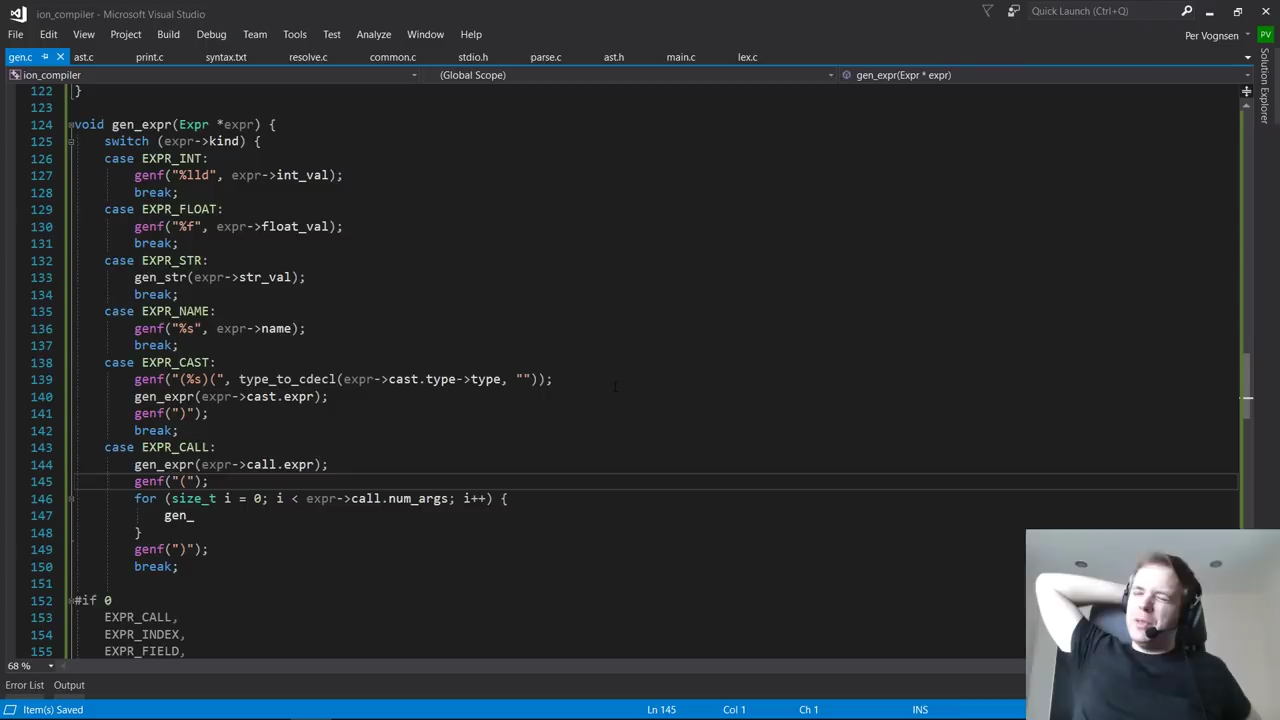 ion_compiler - Microsoft Visual Studio
Quick Launch (Ctrl+Q)
File Edit View Project Build Debug Team Tools Test Analyze Window Help
Per Vognsen PV
gen.c ast.c print.c syntax.txt resolve.c common.c stdio.h parse.c ast.h main.c lex.c
Solution Explorer
ion_compiler (Global Scope) gen_expr(Expr * expr)
122 }
123
124 void gen_expr(Expr *expr) {
125 switch (expr->kind) {
126 case EXPR_INT:
127 genf("%lld", expr->int_val);
128 break;
129 case EXPR_FLOAT:
130 genf("%f", expr->float_val);
131 break;
132 case EXPR_STR:
133 gen_str(expr->str_val);
134 break;
135 case EXPR_NAME:
136 genf("%s", expr->name);
137 break;
138 case EXPR_CAST:
139 genf("(%s)(", type_to_cdecl(expr->cast.type->type, ""));
140 gen_expr(expr->cast.expr);
141 genf(")");
142 break;
143 case EXPR_CALL:
144 gen_expr(expr->call.expr);
145 genf("(");
146 for (size_t i = 0; i < expr->call.num_args; i++) {
147 gen_
148 }
149 genf(")");
150 break;
151
152 #if 0
153 EXPR_CALL,
154 EXPR_INDEX,
155 EXPR_FIELD,
68 %
Error List Output
Item(s) Saved Ln 145 Col 1 Ch 1 INS